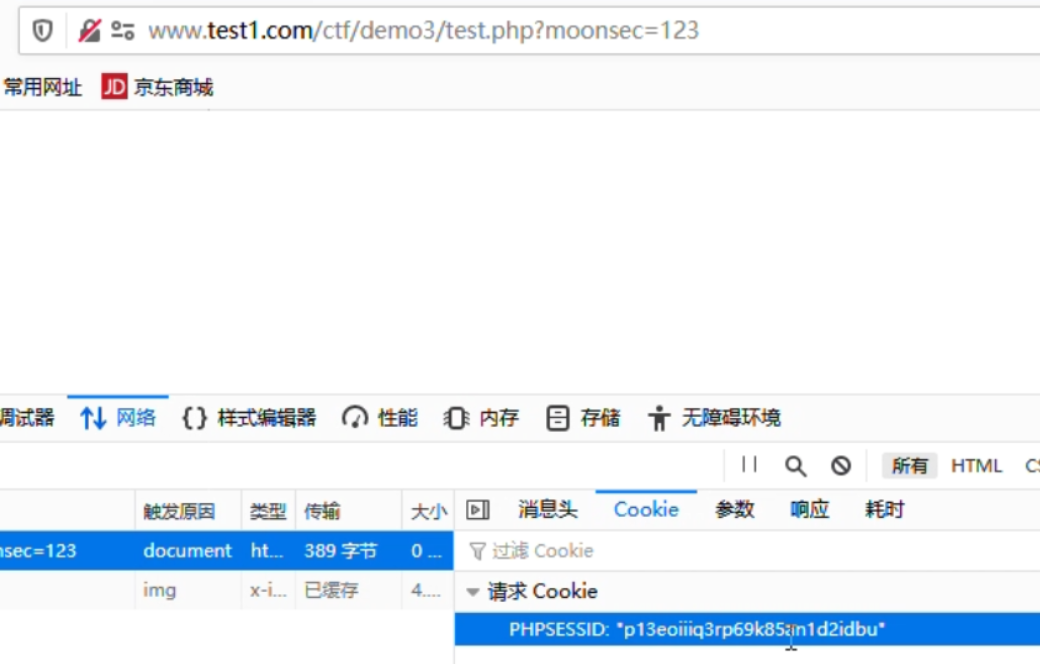 www.test1.com/ctf/demo3/test.php?moonsec=123
常用网址 JD 京东商城
调试器 网络 {} 样式编辑器 性能 内存 存储 无障碍环境
所有 HTML CS
触发原因 类型 传输 大小 消息头 Cookie 参数 响应 耗时
nsec=123 document ht... 389 字节 0 ... 过滤 Cookie
img x-i... 已缓存 4.... 请求 Cookie
PHPSESSID: "p13eoiiiq3rp69k85an1d2idbu"